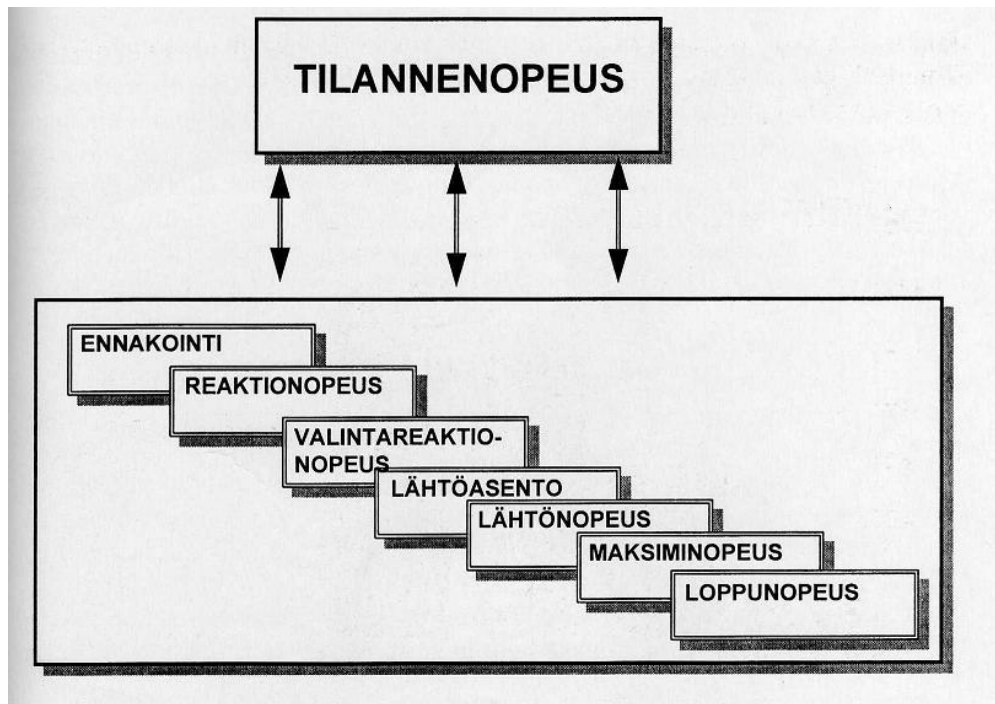 TILANNENOPEUS
ENNAKOINTI
REAKTIONOPEUS
VALINTAREAKTIO-
NOPEUS
LÄHTÖASENTO
LÄHTÖNOPEUS
MAKSIMINOPEUS
LOPPUNOPEUS